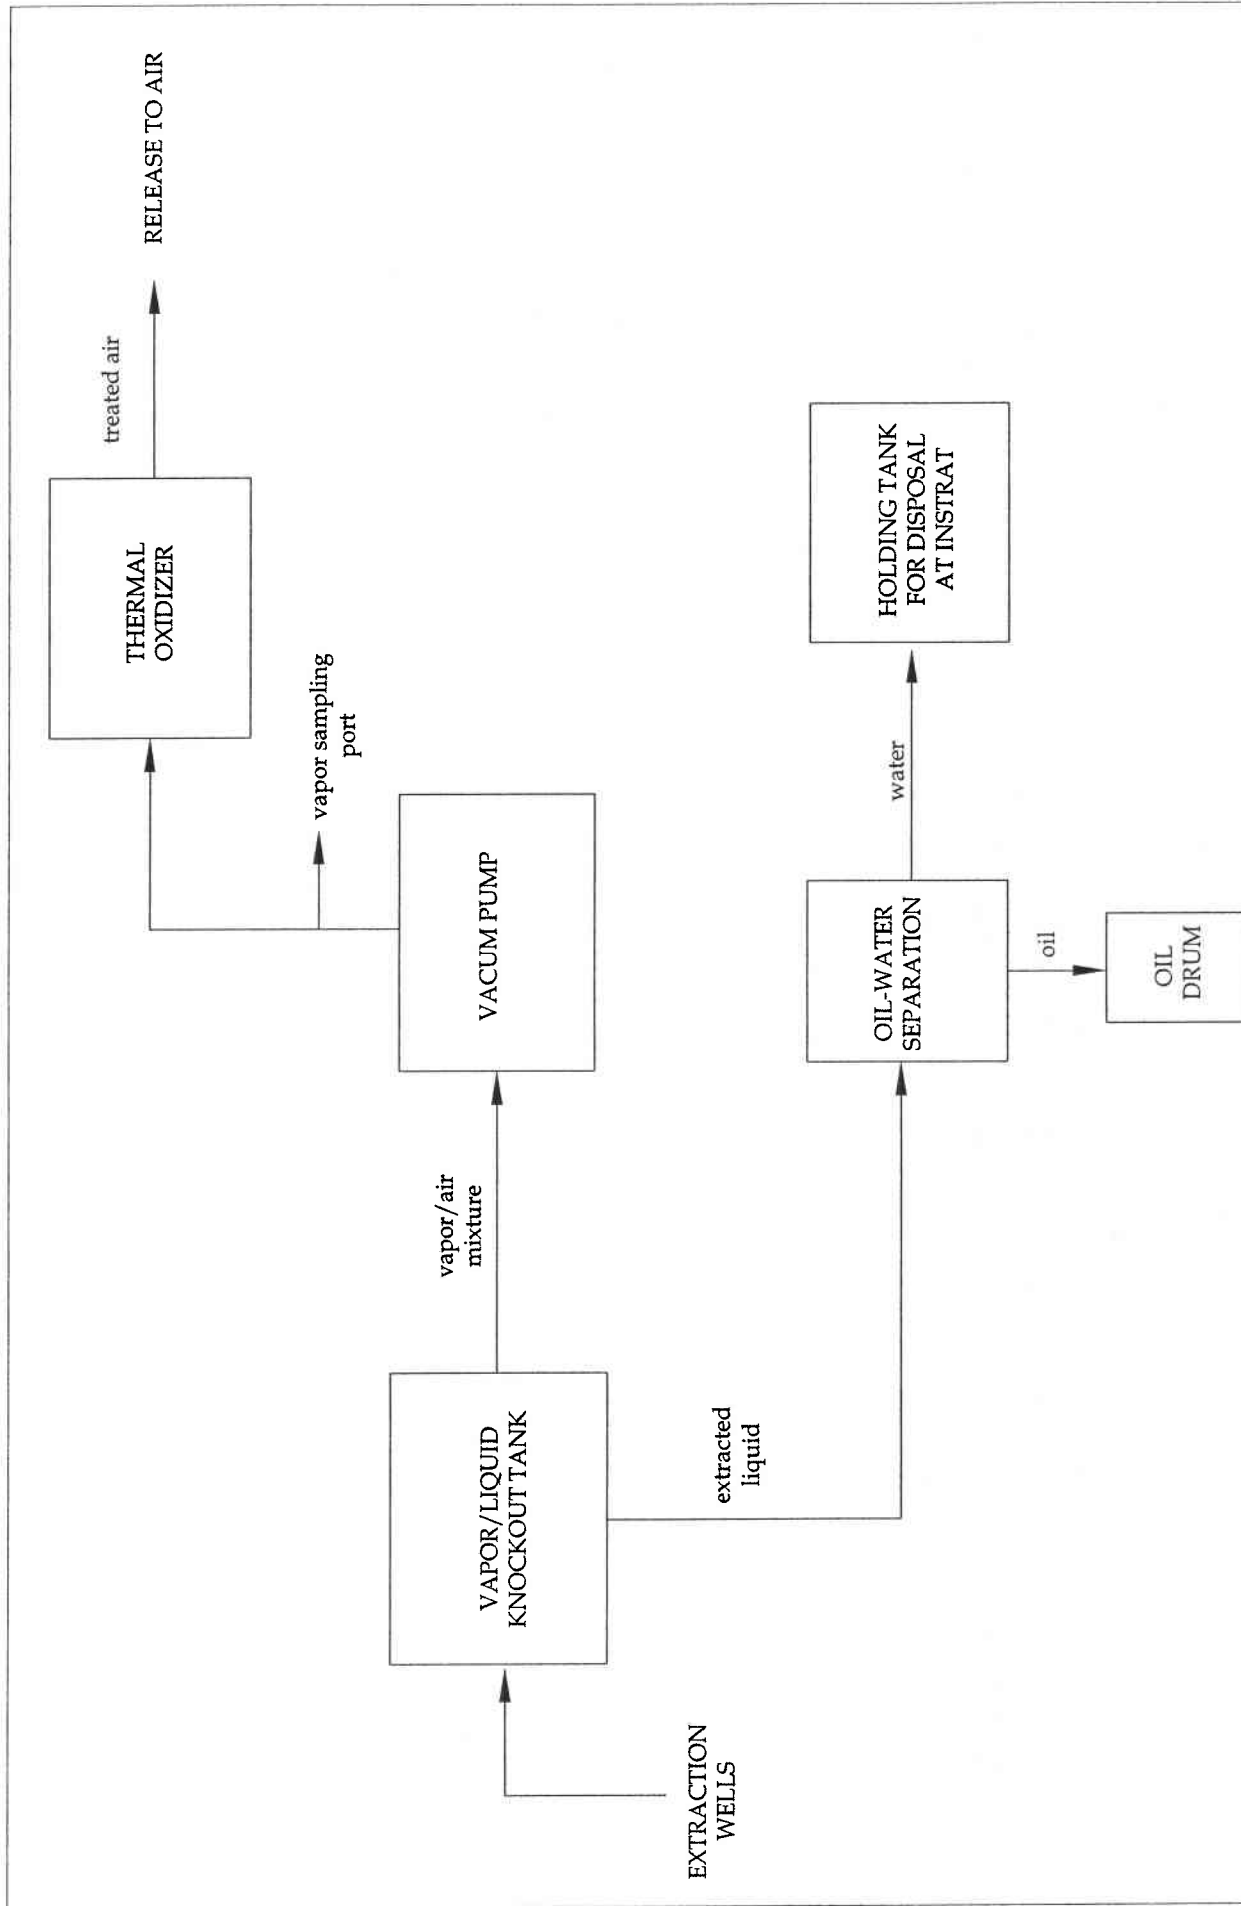 EXTRACTION
WELLS
VAPOR/LIQUID
KNOCKOUT TANK
vapor/air
mixture
extracted
liquid
VACUM PUMP
vapor sampling
port
THERMAL
OXIDIZER
treated air
RELEASE TO AIR
OIL-WATER
SEPARATION
water
HOLDING TANK
FOR DISPOSAL
AT INSTRAT
oil
OIL
DRUM